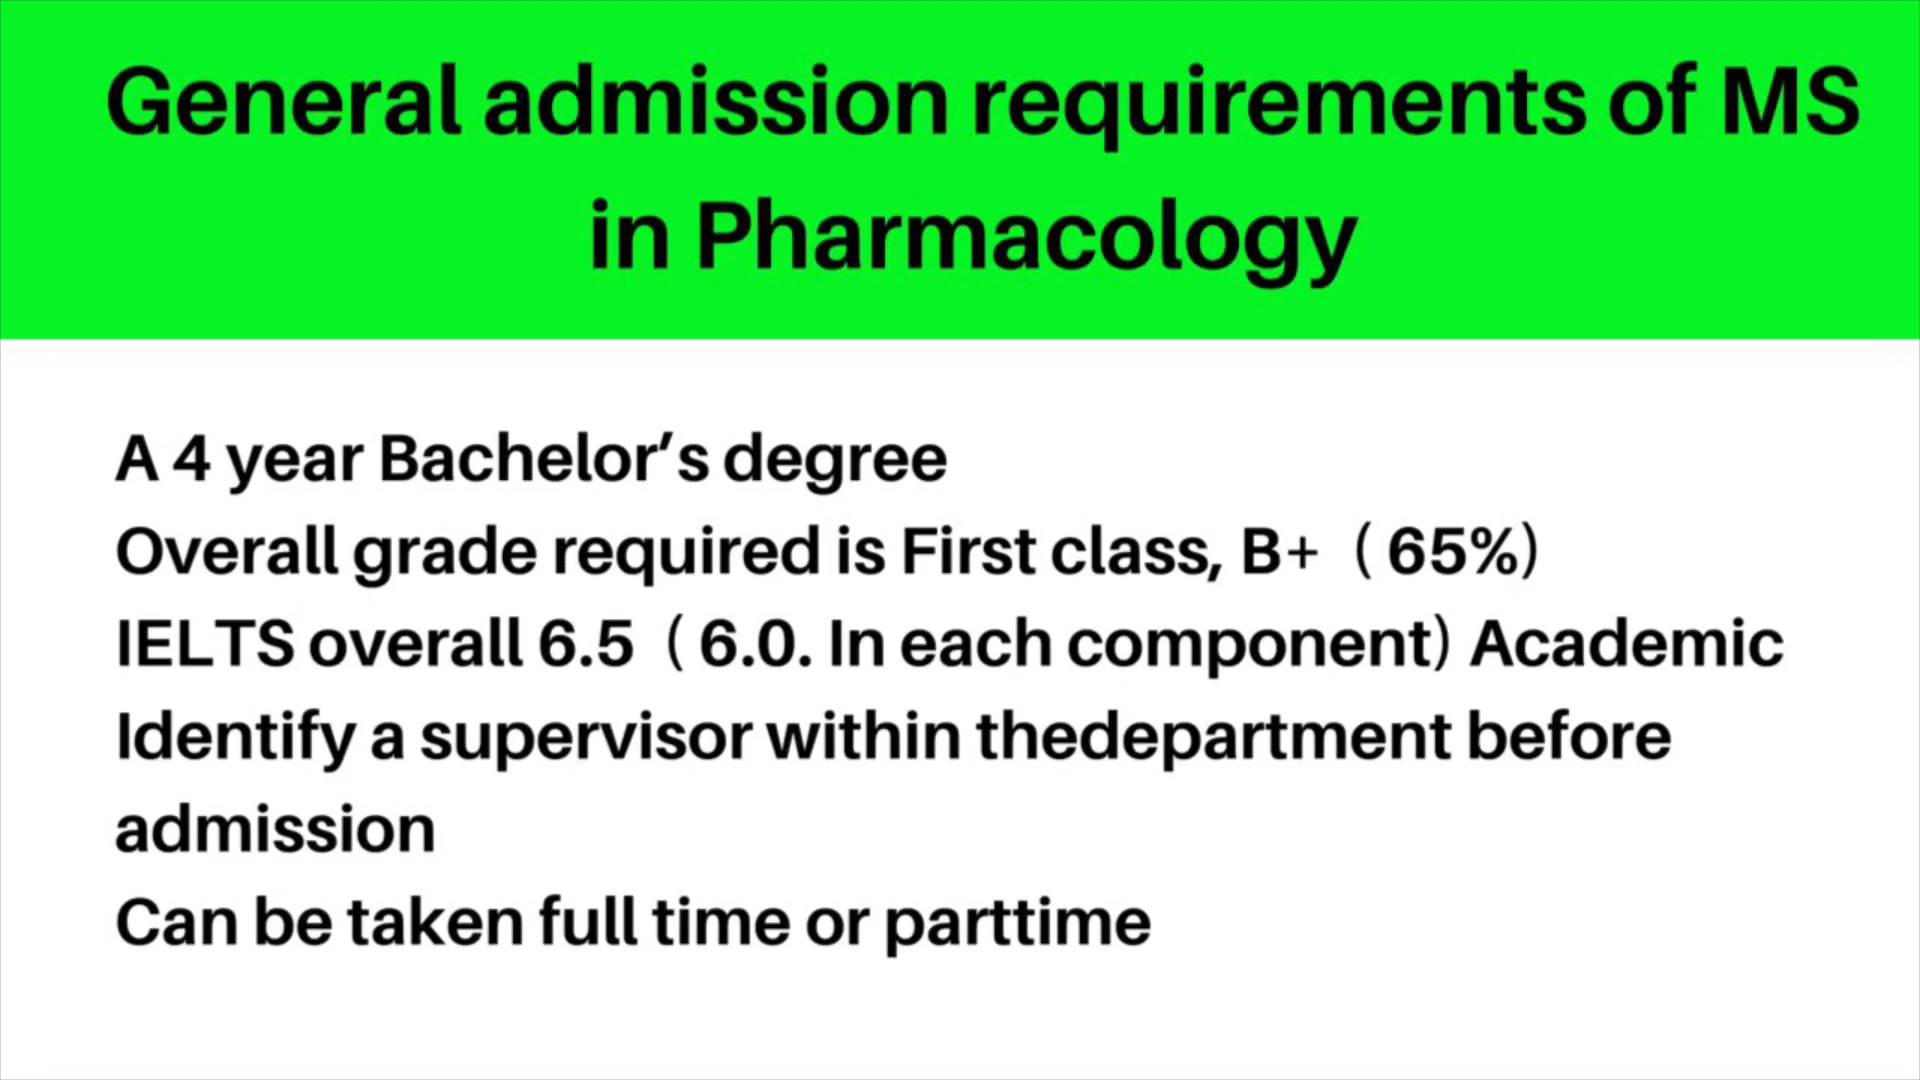 General admission requirements of MS
in Pharmacology
A 4 year Bachelor’s degree
Overall grade required is First class, B+ ( 65%)
IELTS overall 6.5 ( 6.0. In each component) Academic
Identify a supervisor within thedepartment before
admission
Can be taken full time or parttime